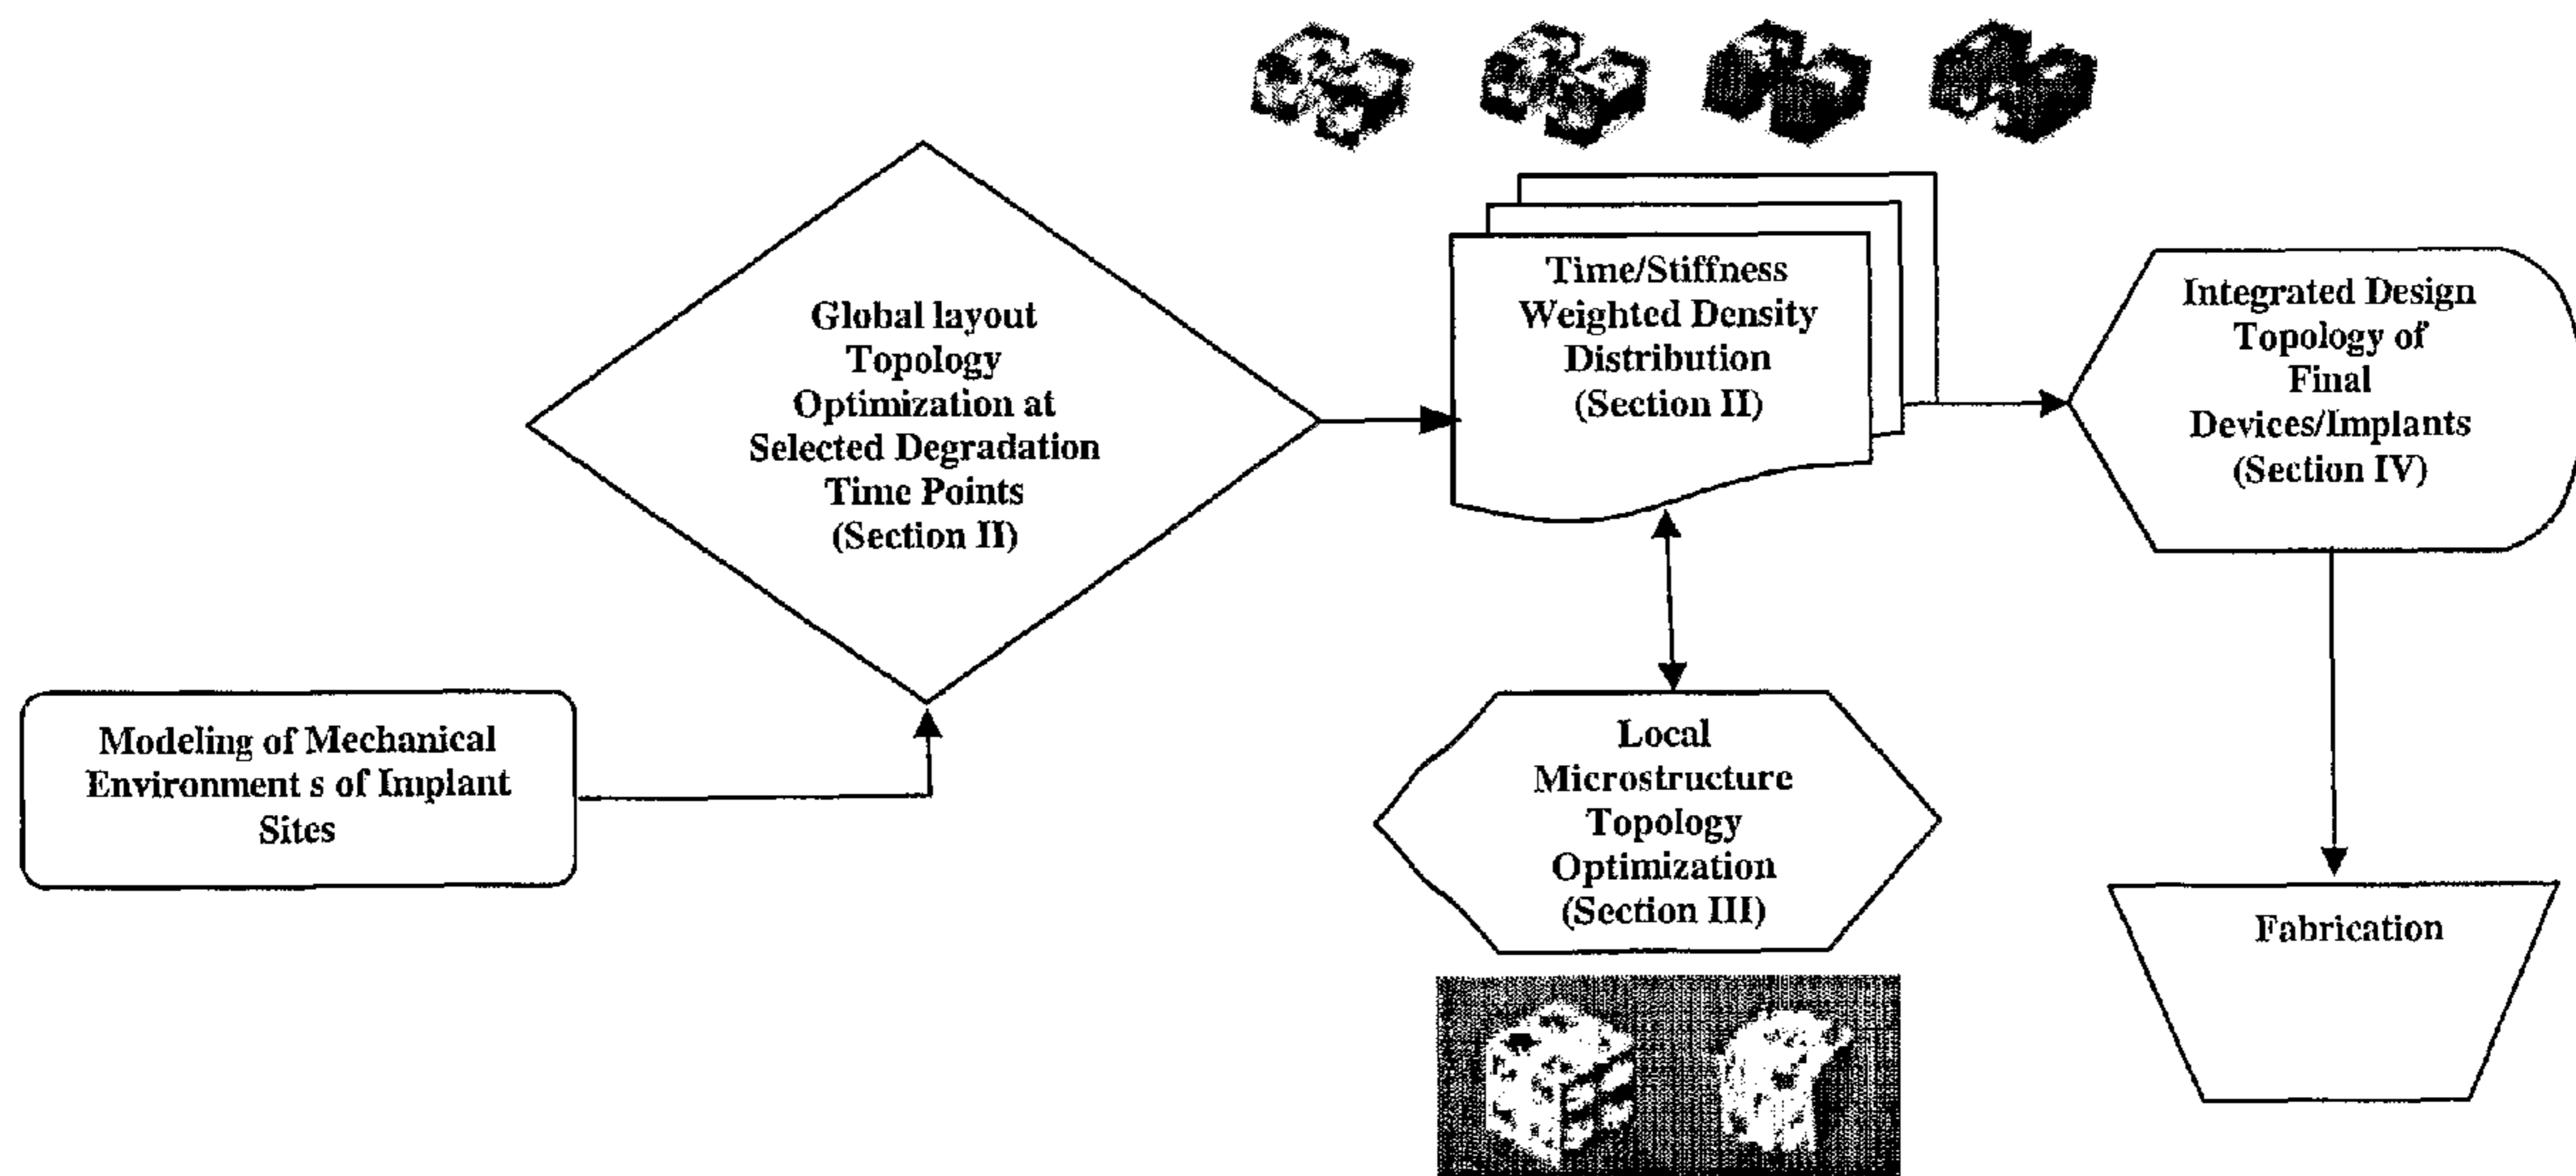 Global layout
Topology
Optimization at
Selected Degradation
Time Points
(Section II)
Time/Stiffness
Weighted Density
Distribution
(Section II)
Integrated Design
Topology of
Final
Devices/Implants
(Section IV)
Modeling of Mechanical
Environment s of Implant
Sites
Local
Microstructure
Topology
Optimization
(Section III)
Fabrication